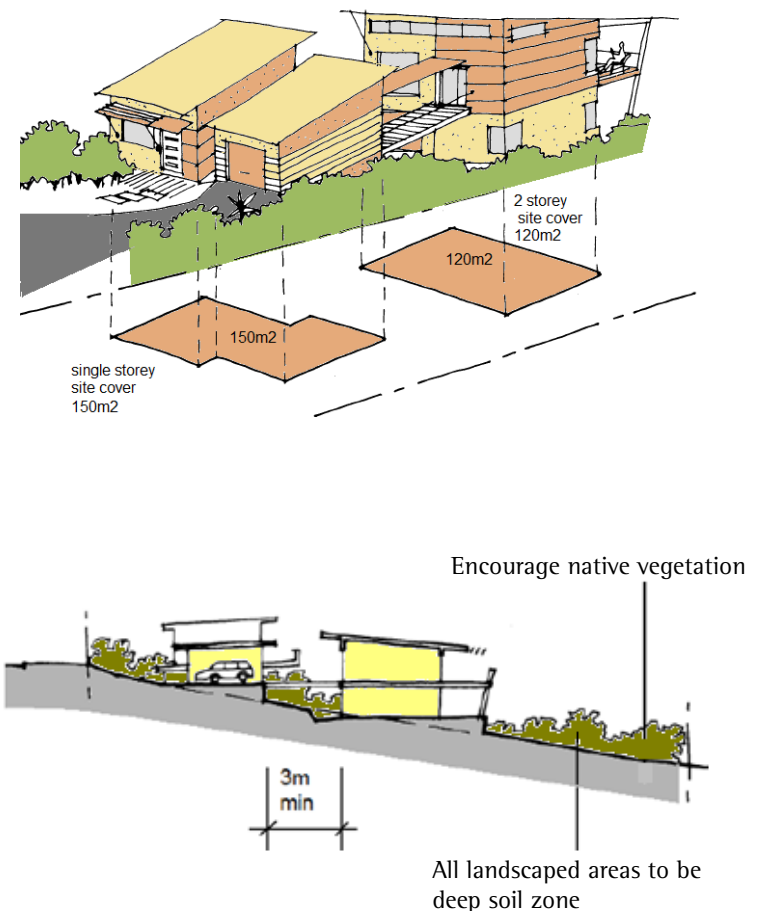 2 storey
site cover
120m2
120m2
150m2
single storey
site cover
150m2
Encourage native vegetation
3m
min
All landscaped areas to be
deep soil zone